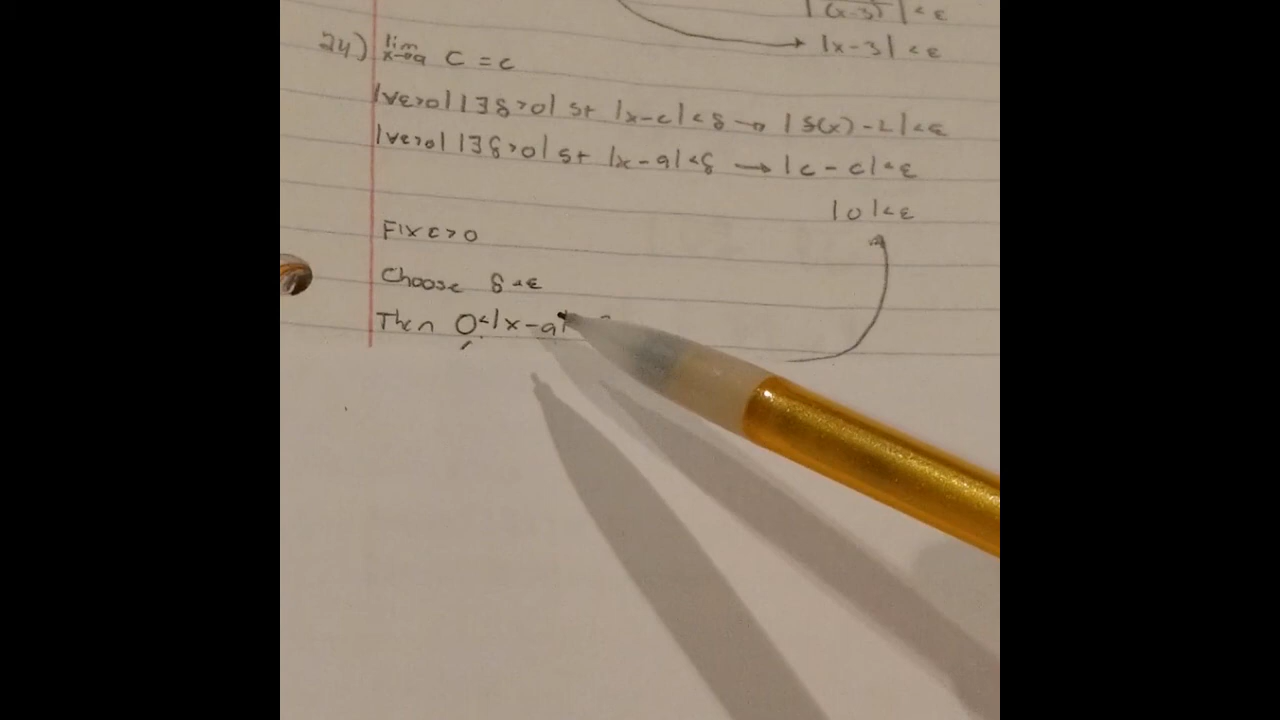 |(x-3)| < ε
|x-3| < ε
24) lim x→a C = c
|∀ε>0| |∃δ>0| st |x-c| < δ → |f(x)-L| < ε
|∀ε>0| |∃δ>0| st |x-a| < δ → |c-c| < ε
|0| < ε
Fix ε>0
Choose δ=ε
Then 0<|x-a|